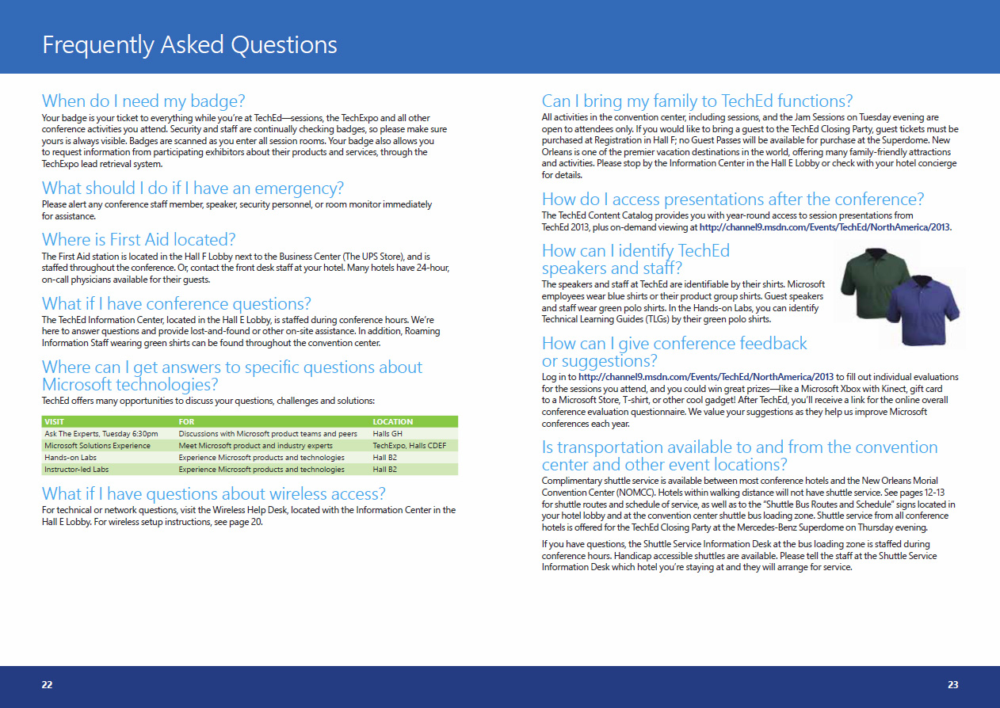 Frequently Asked Questions
When do I need my badge?
Your badge is your ticket to everything while you're at TechEd—sessions, the TechExpo and all other
conference activities you attend. Security and staff are continually checking badges, so please make sure
yours is always visible. Badges are scanned as you enter all session rooms. Your badge also allows you
to request information from participating exhibitors about their products and services, through the
TechExpo lead retrieval system.
What should I do if I have an emergency?
Please alert any conference staff member, speaker, security personnel, or room monitor immediately
for assistance.
Where is First Aid located?
The First Aid station is located in the Hall F Lobby next to the Business Center (The UPS Store), and is
staffed throughout the conference. Or, contact the front desk staff at your hotel. Many hotels have 24-hour,
on-call physicians available for their guests.
What if I have conference questions?
The TechEd Information Center, located in the Hall E Lobby, is staffed during conference hours. We're
here to answer questions and provide lost-and-found or other on-site assistance. In addition, Roaming
Information Staff wearing green shirts can be found throughout the convention center.
Where can I get answers to specific questions about
Microsoft technologies?
TechEd offers many opportunities to discuss your questions, challenges and solutions:
VISIT FOR LOCATION
Ask The Experts, Tuesday 6:30pm Discussions with Microsoft product teams and peers Halls GH
Microsoft Solutions Experience Meet Microsoft product and industry experts TechExpo, Halls CDEF
Hands-on Labs Experience Microsoft products and technologies Hall B2
Instructor-led Labs Experience Microsoft products and technologies Hall B2
What if I have questions about wireless access?
For technical or network questions, visit the Wireless Help Desk, located with the Information Center in the
Hall E Lobby. For wireless setup instructions, see page 20.
Can I bring my family to TechEd functions?
All activities in the convention center, including sessions, and the Jam Sessions on Tuesday evening are
open to attendees only. If you would like to bring a guest to the TechEd Closing Party, guest tickets must be
purchased at Registration in Hall F; no Guest Passes will be available for purchase at the Superdome. New
Orleans is one of the premier vacation destinations in the world, offering many family-friendly attractions
and activities. Please stop by the Information Center in the Hall E Lobby or check with your hotel concierge
for details.
How do I access presentations after the conference?
The TechEd Content Catalog provides you with year-round access to session presentations from
TechEd 2013, plus on-demand viewing at http://channel9.msdn.com/Events/TechEd/NorthAmerica/2013.
How can I identify TechEd
speakers and staff?
The speakers and staff at TechEd are identifiable by their shirts. Microsoft
employees wear blue shirts or their product group shirts. Guest speakers
and staff wear green polo shirts. In the Hands-on Labs, you can identify
Technical Learning Guides (TLGs) by their green polo shirts.
How can I give conference feedback
or suggestions?
Log in to http://channel9.msdn.com/Events/TechEd/NorthAmerica/2013 to fill out individual evaluations
for the sessions you attend, and you could win great prizes—like a Microsoft Xbox with Kinect, gift card
to a Microsoft Store, T-shirt, or other cool gadget! After TechEd, you'll receive a link for the online overall
conference evaluation questionnaire. We value your suggestions as they help us improve Microsoft
conferences each year.
Is transportation available to and from the convention
center and other event locations?
Complimentary shuttle service is available between most conference hotels and the New Orleans Morial
Convention Center (NOMCC). Hotels within walking distance will not have shuttle service. See pages 12-13
for shuttle routes and schedule of service, as well as to the “Shuttle Bus Routes and Schedule” signs located in
your hotel lobby and at the convention center shuttle bus loading zone. Shuttle service from all conference
hotels is offered for the TechEd Closing Party at the Mercedes-Benz Superdome on Thursday evening.
If you have questions, the Shuttle Service Information Desk at the bus loading zone is staffed during
conference hours. Handicap accessible shuttles are available. Please tell the staff at the Shuttle Service
Information Desk which hotel you're staying at and they will arrange for service.
22
23